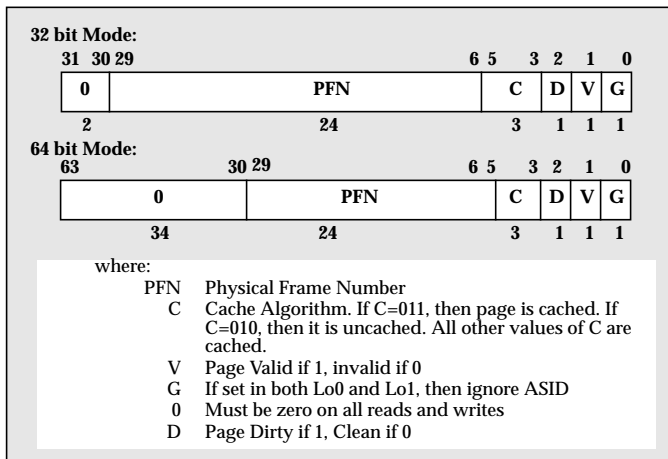 32 bit Mode:
31 30 29 6 5 3 2 1 0
0 PFN C D V G
2 24 3 1 1 1
64 bit Mode:
63 30 29 6 5 3 2 1 0
0 PFN C D V G
34 24 3 1 1 1
where:
PFN Physical Frame Number
C Cache Algorithm. If C=011, then page is cached. If
C=010, then it is uncached. All other values of C are
cached.
V Page Valid if 1, invalid if 0
G If set in both Lo0 and Lo1, then ignore ASID
0 Must be zero on all reads and writes
D Page Dirty if 1, Clean if 0